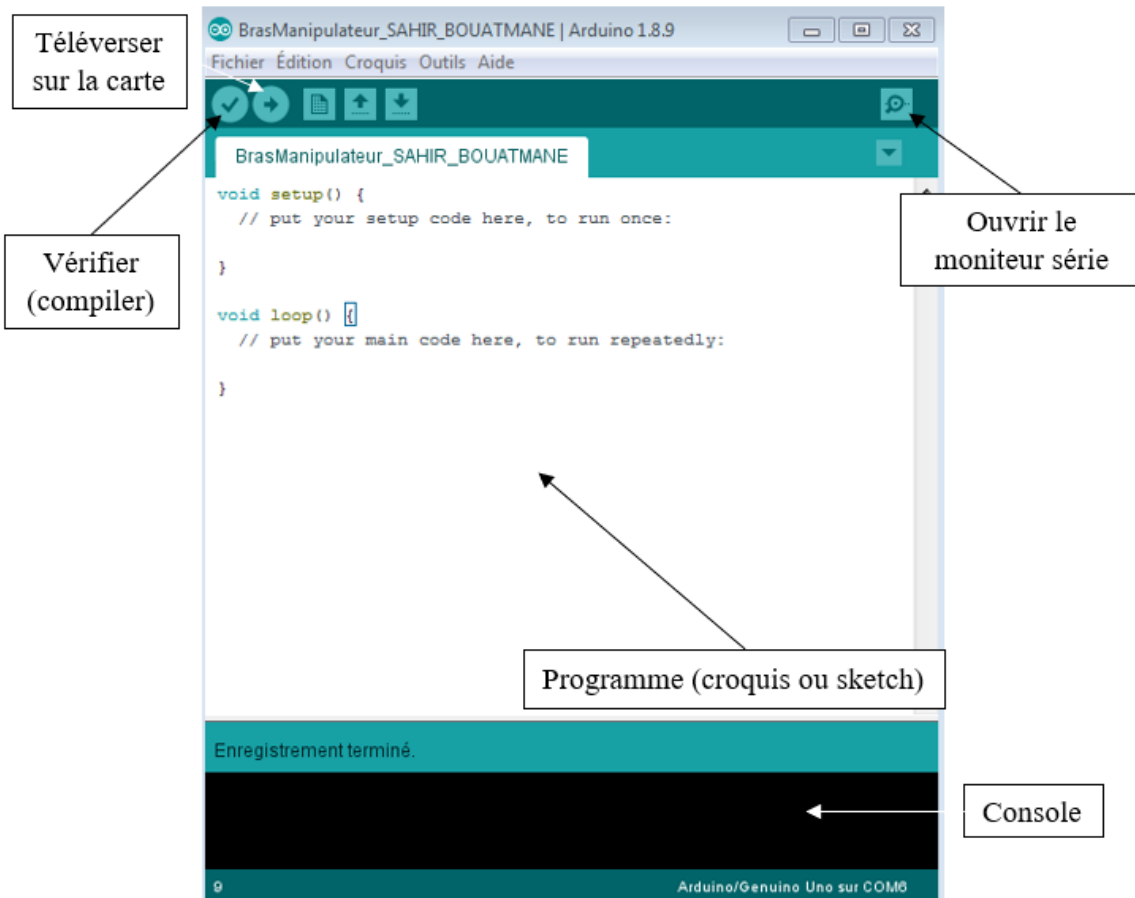 Téléverser
sur la carte
BrasManipulateur_SAHIR_BOUATMANE | Arduino 1.8.9
Fichier Édition Croquis Outils Aide
BrasManipulateur_SAHIR_BOUATMANE
void setup() {
// put your setup code here, to run once:
}
void loop() {
// put your main code here, to run repeatedly:
}
Vérifier
(compiler)
Ouvrir le
moniteur série
Programme (croquis ou sketch)
Enregistrement terminé.
Console
9
Arduino/Genuino Uno sur COM6